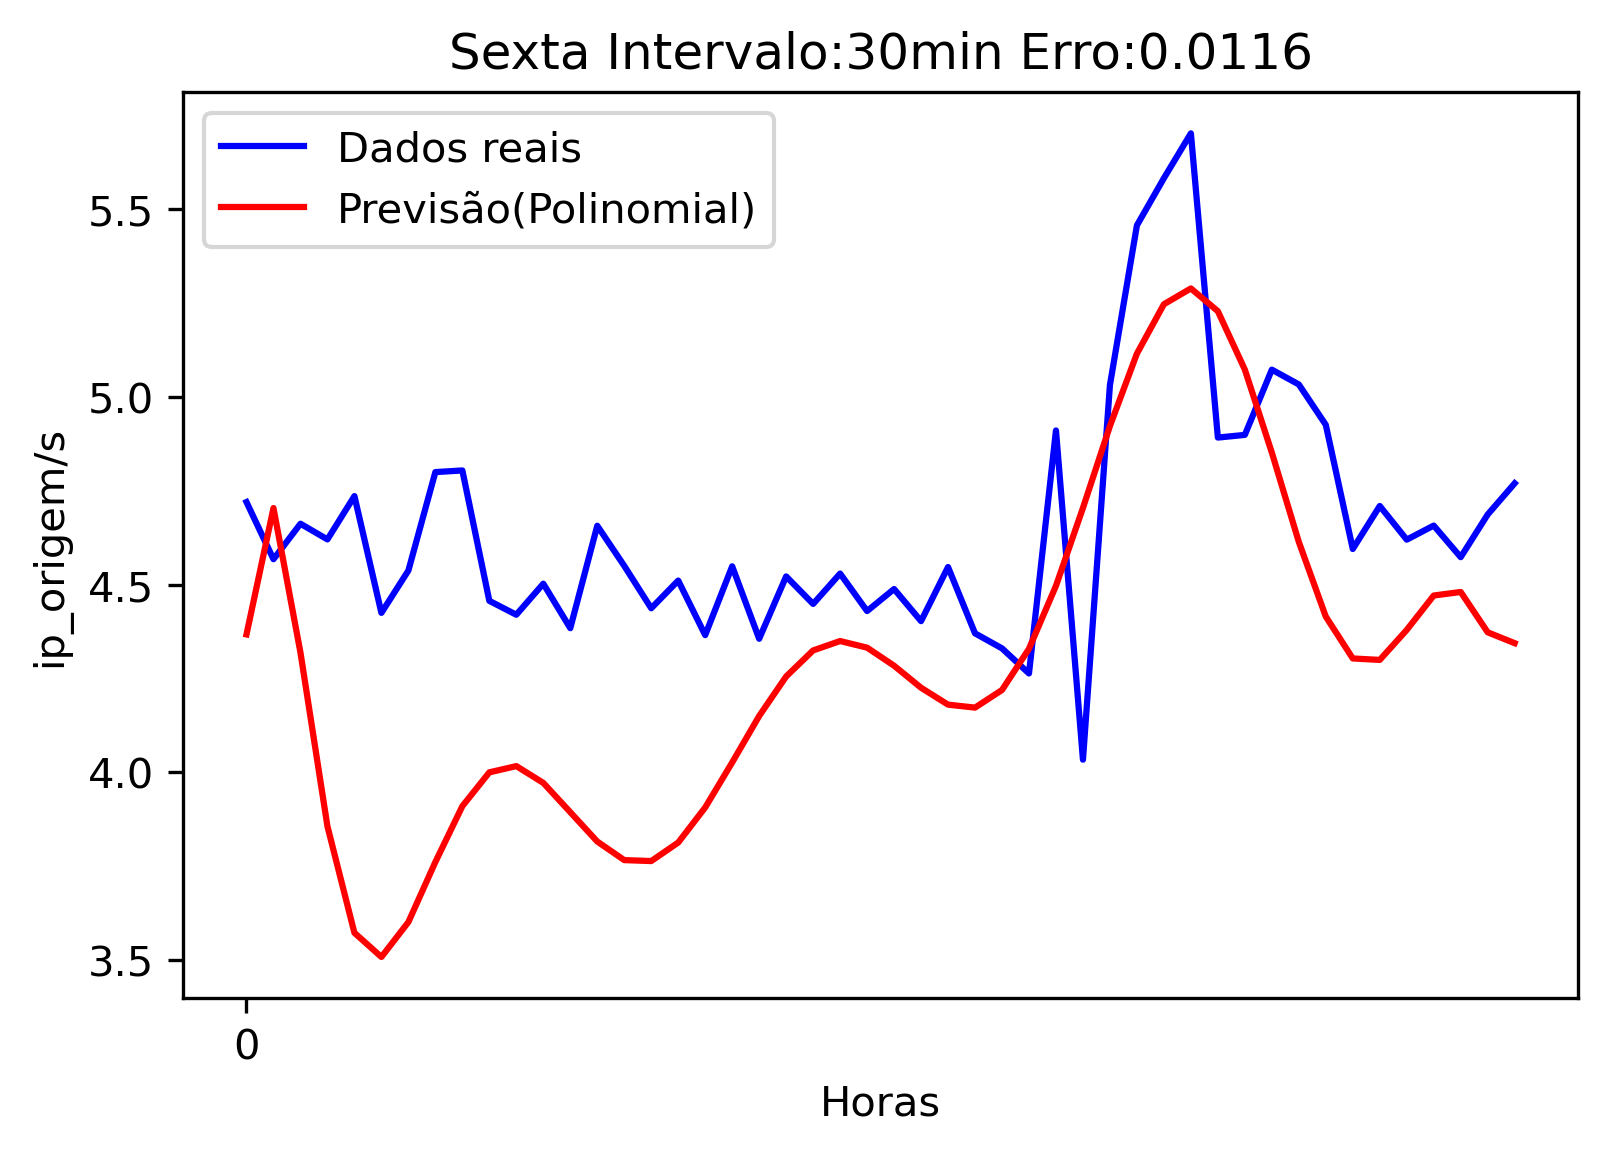 Sexta Intervalo:30min Erro:0.0116
Dados reais
Previsão(Polinomial)
5.5
5.0
4.5
4.0
3.5
ip_origem/s
0
Horas